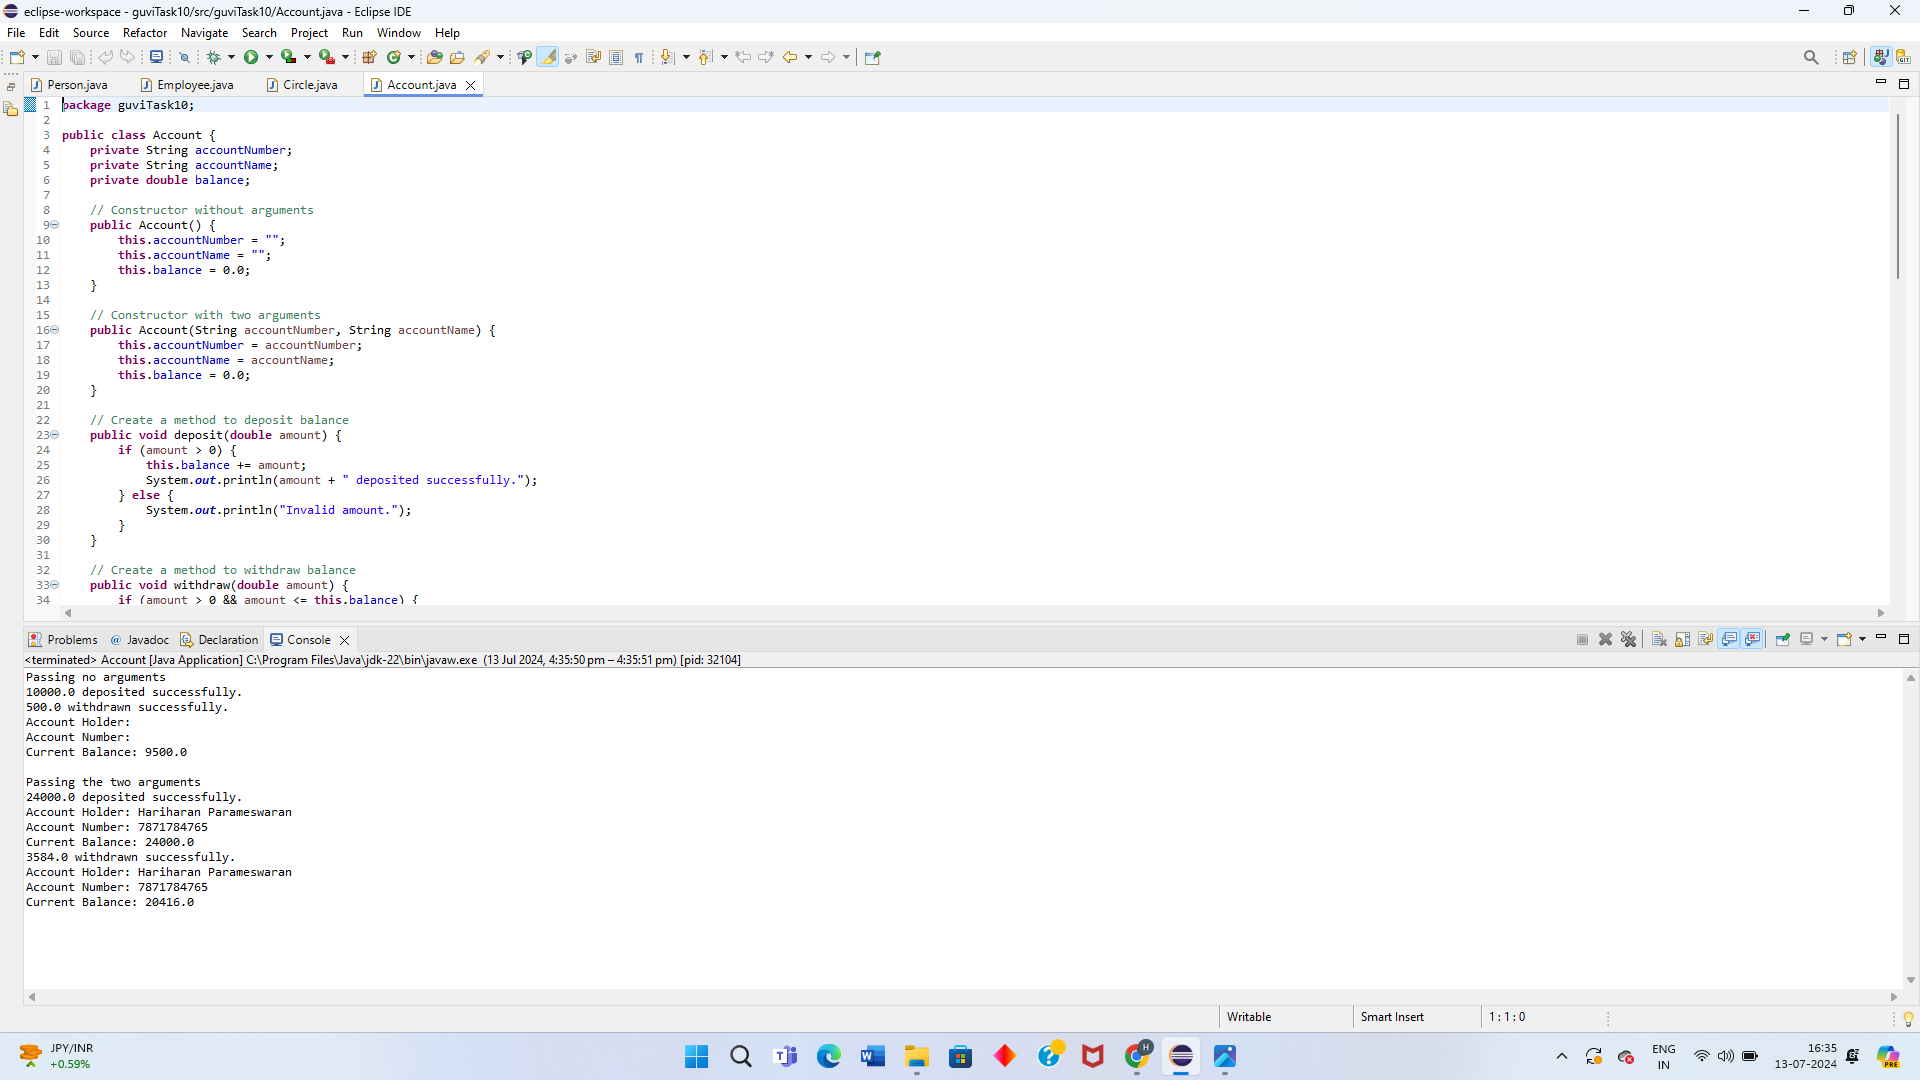 eclipse-workspace - guviTask10/src/guviTask10/Account.java - Eclipse IDE
File Edit Source Refactor Navigate Search Project Run Window Help
Person.java Employee.java Circle.java Account.java
1 package guviTask10;
2
3 public class Account {
4 private String accountNumber;
5 private String accountName;
6 private double balance;
7
8 // Constructor without arguments
9 public Account() {
10 this.accountNumber = "";
11 this.accountName = "";
12 this.balance = 0.0;
13 }
14
15 // Constructor with two arguments
16 public Account(String accountNumber, String accountName) {
17 this.accountNumber = accountNumber;
18 this.accountName = accountName;
19 this.balance = 0.0;
20 }
21
22 // Create a method to deposit balance
23 public void deposit(double amount) {
24 if (amount > 0) {
25 this.balance += amount;
26 System.out.println(amount + " deposited successfully.");
27 } else {
28 System.out.println("Invalid amount.");
29 }
30 }
31
32 // Create a method to withdraw balance
33 public void withdraw(double amount) {
34 if (amount > 0 && amount <= this.balance) {
Problems @ Javadoc Declaration Console
<terminated> Account [Java Application] C:\Program Files\Java\jdk-22\bin\javaw.exe (13 Jul 2024, 4:35:50 pm – 4:35:51 pm) [pid: 32104]
Passing no arguments
10000.0 deposited successfully.
500.0 withdrawn successfully.
Account Holder:
Account Number:
Current Balance: 9500.0

Passing the two arguments
24000.0 deposited successfully.
Account Holder: Hariharan Parameswaran
Account Number: 7871784765
Current Balance: 24000.0
3584.0 withdrawn successfully.
Account Holder: Hariharan Parameswaran
Account Number: 7871784765
Current Balance: 20416.0
Writable Smart Insert 1 : 1 : 0
JPY/INR
+0.59%
ENG
IN
16:35
13-07-2024
H
PRE